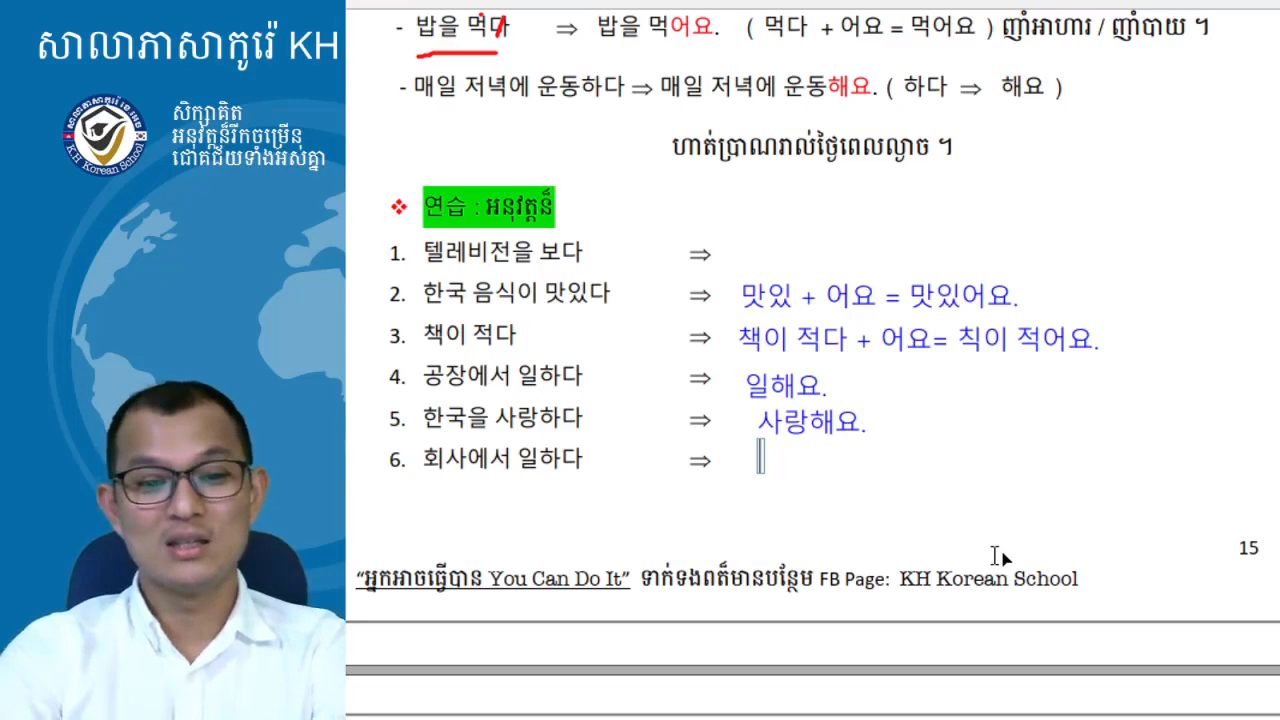 សាលាភាសាកូរ៉េ KH
សិក្សាគិត
អនុវត្តន៏រីកចម្រើន
ជោគជ័យទាំងអស់គ្នា
សាលាភាសាកូរ៉េ ខេ អេច
K.H Korean School
- 밥을 먹다 ⇒ 밥을 먹어요. ( 먹다 + 어요 = 먹어요 ) ញ៉ាំអាហារ / ញ៉ាំបាយ ។
- 매일 저녁에 운동하다 ⇒ 매일 저녁에 운동해요. ( 하다 ⇒ 해요 )
ហាត់ប្រាណរាល់ថ្ងៃពេលល្ងាច ។
❖ 연습 : អនុវត្តន៏
1. 텔레비전을 보다 ⇒
2. 한국 음식이 맛있다 ⇒ 맛있 + 어요 = 맛있어요.
3. 책이 적다 ⇒ 책이 적다 + 어요= 칙이 적어요.
4. 공장에서 일하다 ⇒ 일해요.
5. 한국을 사랑하다 ⇒ 사랑해요.
6. 회사에서 일하다 ⇒
15
“អ្នកអាចធ្វើបាន You Can Do It” ទាក់ទងពត៌មានបន្ថែម FB Page: KH Korean School